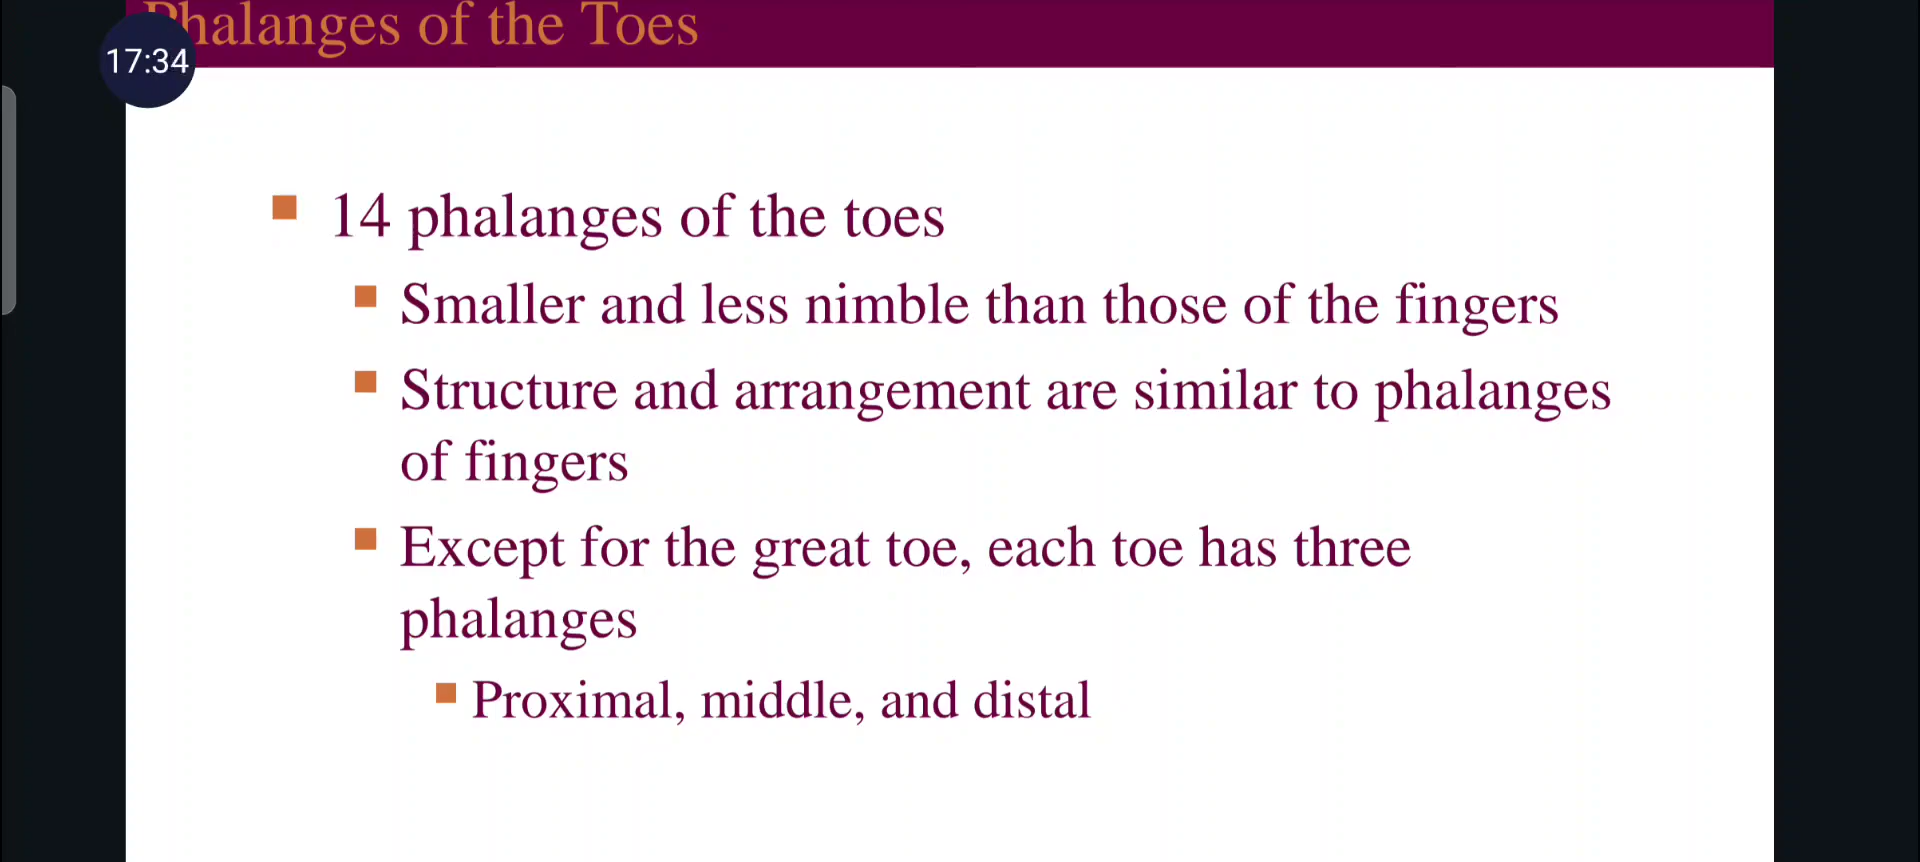 Phalanges of the Toes
17:34
14 phalanges of the toes
Smaller and less nimble than those of the fingers
Structure and arrangement are similar to phalanges
of fingers
Except for the great toe, each toe has three
phalanges
Proximal, middle, and distal